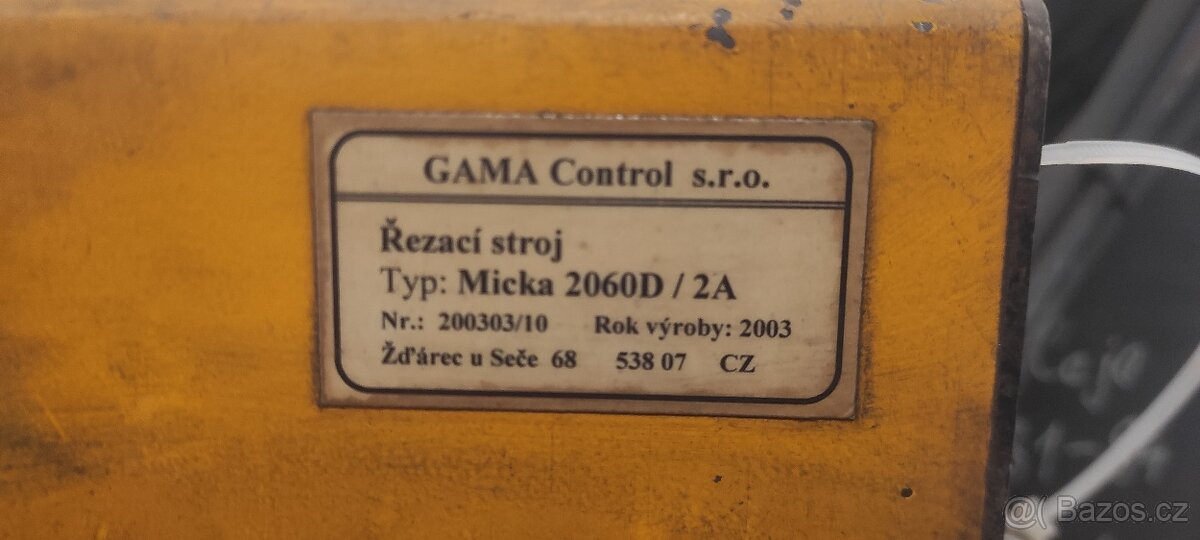 GAMA Control s.r.o.
Řezací stroj
Typ: Micka 2060D / 2A
Nr.: 200303/10 Rok výroby: 2003
Žďárec u Seče 68 538 07 CZ
Bazos.cz